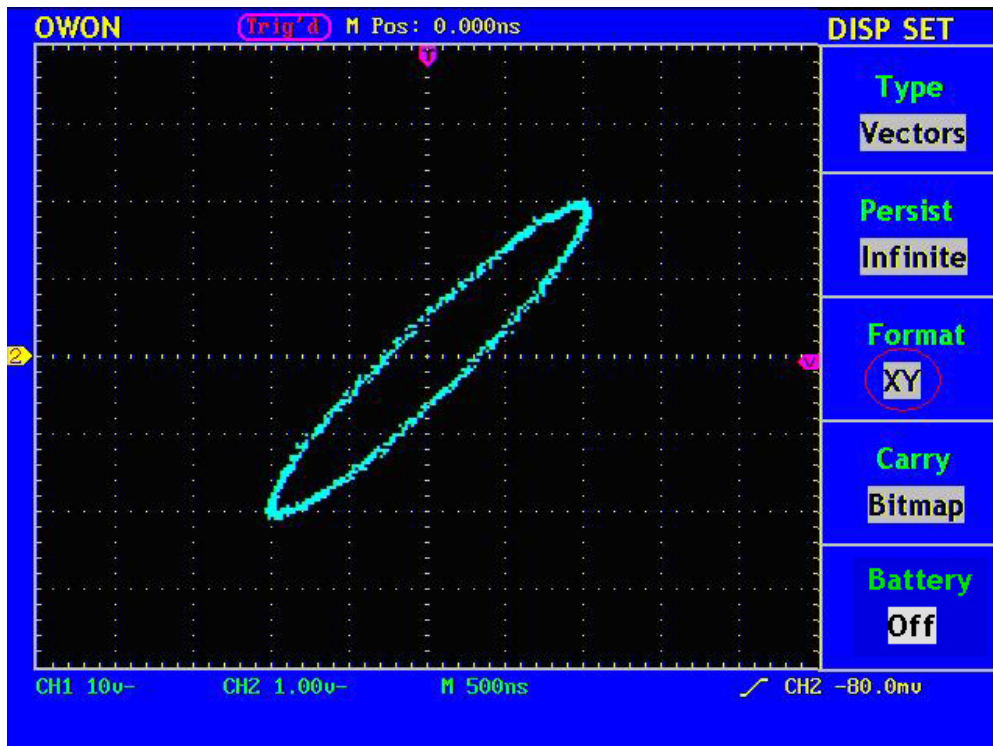 OWON Trig'd M Pos: 0.000ns DISP SET
T
Type
Vectors
Persist
Infinite
Format
XY
2
V
Carry
Bitmap
Battery
Off
CH1 10v- CH2 1.00v- M 500ns CH2 -80.0mv